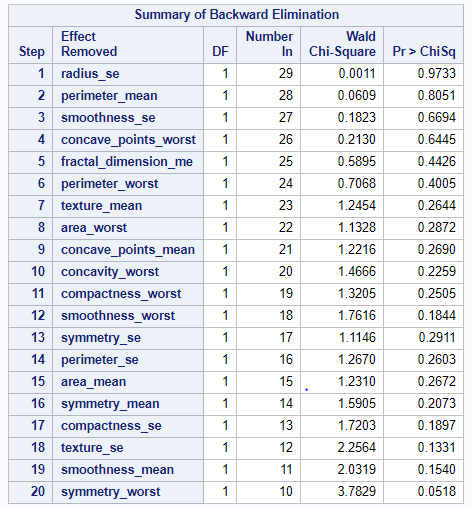 Summary of Backward Elimination
Step Effect Removed DF Number In Wald Chi-Square Pr > ChiSq
1 radius_se 1 29 0.0011 0.9733
2 perimeter_mean 1 28 0.0609 0.8051
3 smoothness_se 1 27 0.1823 0.6694
4 concave_points_worst 1 26 0.2130 0.6445
5 fractal_dimension_me 1 25 0.5895 0.4426
6 perimeter_worst 1 24 0.7068 0.4005
7 texture_mean 1 23 1.2454 0.2644
8 area_worst 1 22 1.1328 0.2872
9 concave_points_mean 1 21 1.2216 0.2690
10 concavity_worst 1 20 1.4666 0.2259
11 compactness_worst 1 19 1.3205 0.2505
12 smoothness_worst 1 18 1.7616 0.1844
13 symmetry_se 1 17 1.1146 0.2911
14 perimeter_se 1 16 1.2670 0.2603
15 area_mean 1 15 1.2310 0.2672
16 symmetry_mean 1 14 1.5905 0.2073
17 compactness_se 1 13 1.7203 0.1897
18 texture_se 1 12 2.2564 0.1331
19 smoothness_mean 1 11 2.0319 0.1540
20 symmetry_worst 1 10 3.7829 0.0518